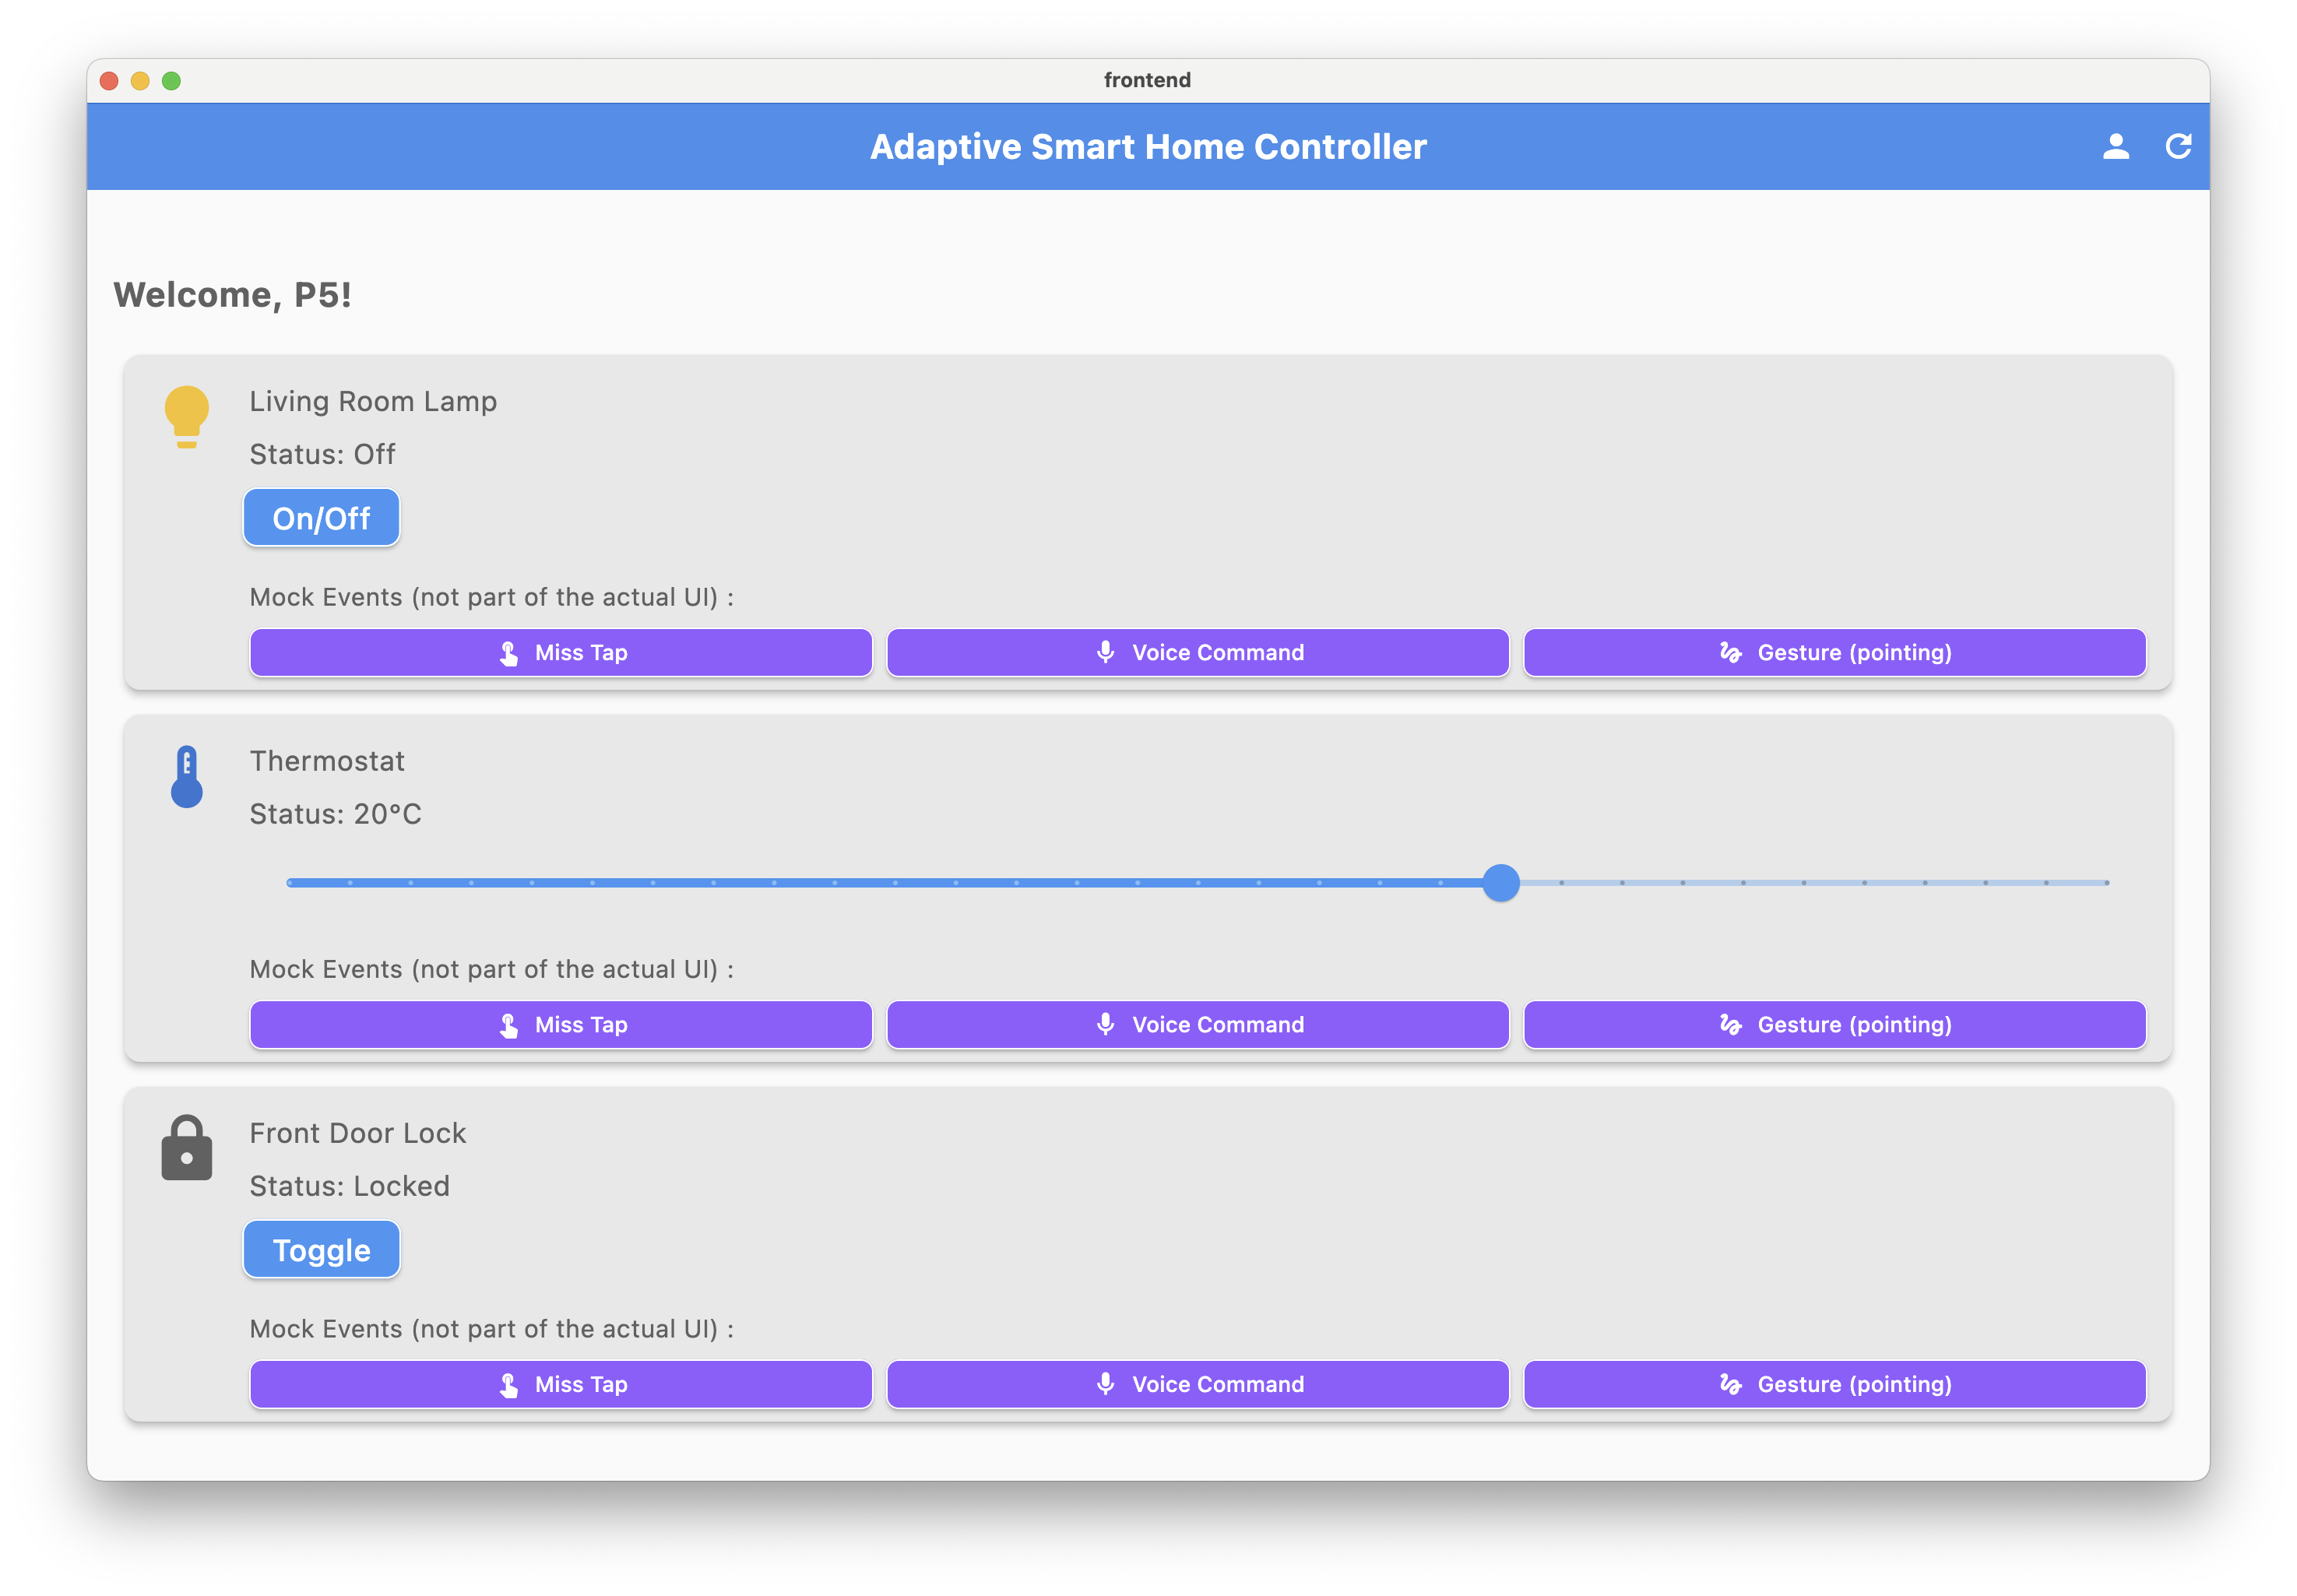 frontend
Adaptive Smart Home Controller
Welcome, P5!
Living Room Lamp
Status: Off
On/Off
Mock Events (not part of the actual UI) :
Miss Tap Voice Command Gesture (pointing)
Thermostat
Status: 20°C
Mock Events (not part of the actual UI) :
Miss Tap Voice Command Gesture (pointing)
Front Door Lock
Status: Locked
Toggle
Mock Events (not part of the actual UI) :
Miss Tap Voice Command Gesture (pointing)